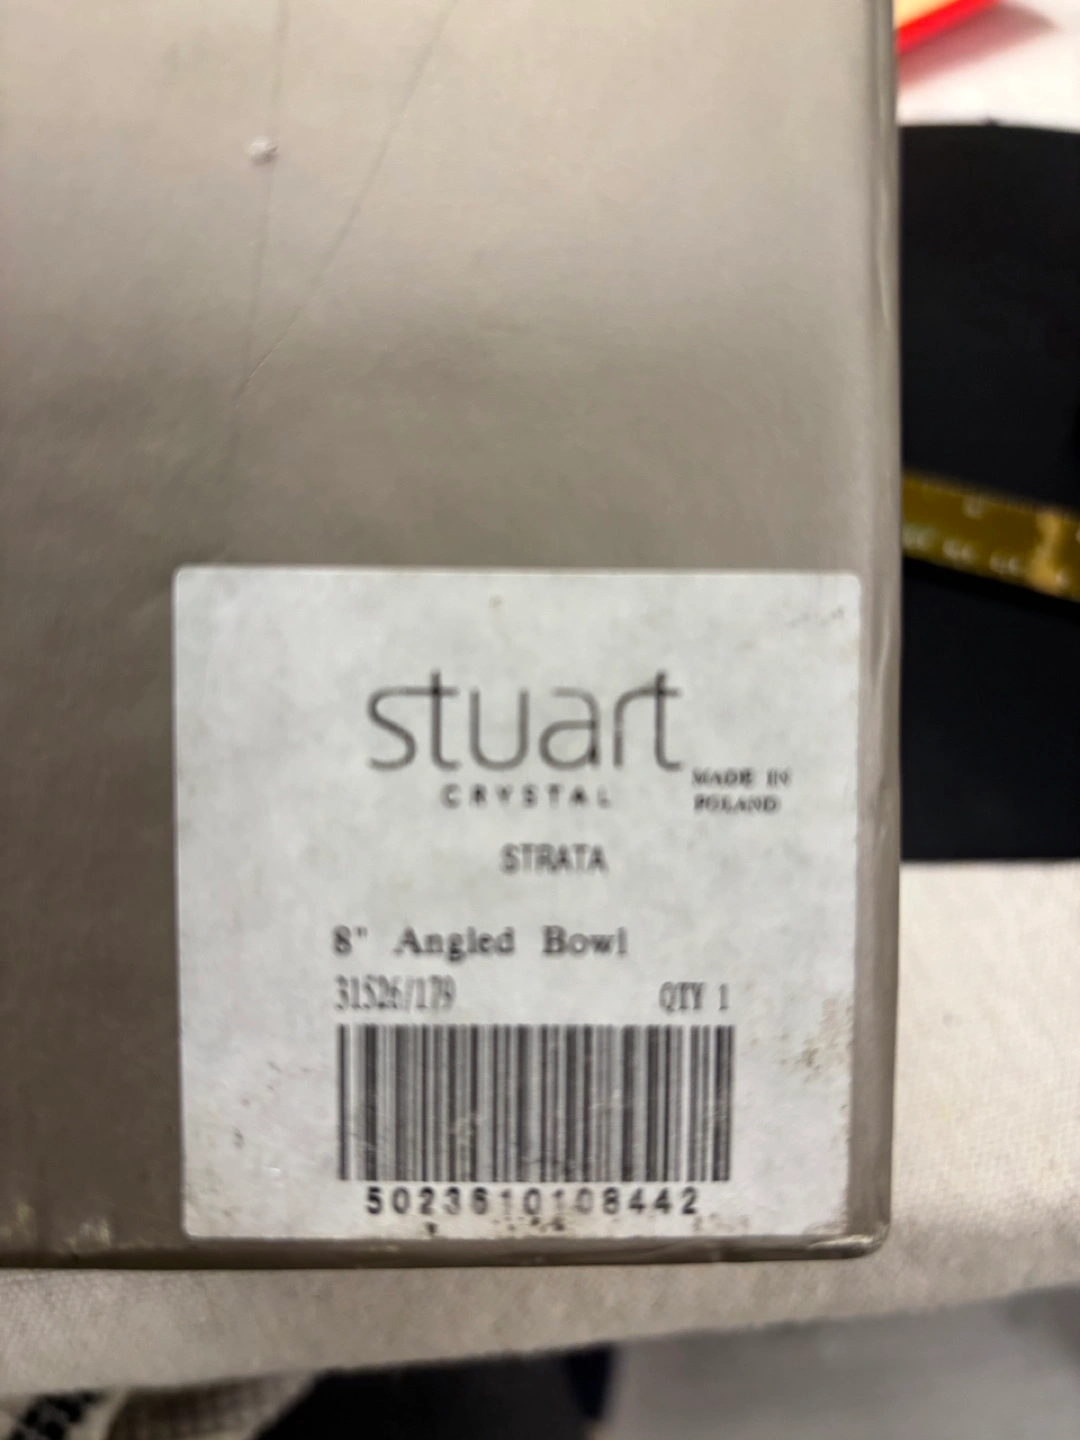 stuart
CRYSTAL
MADE IN
POLAND
STRATA
8" Angled Bowl
31526/179 QTY 1
5023610108442